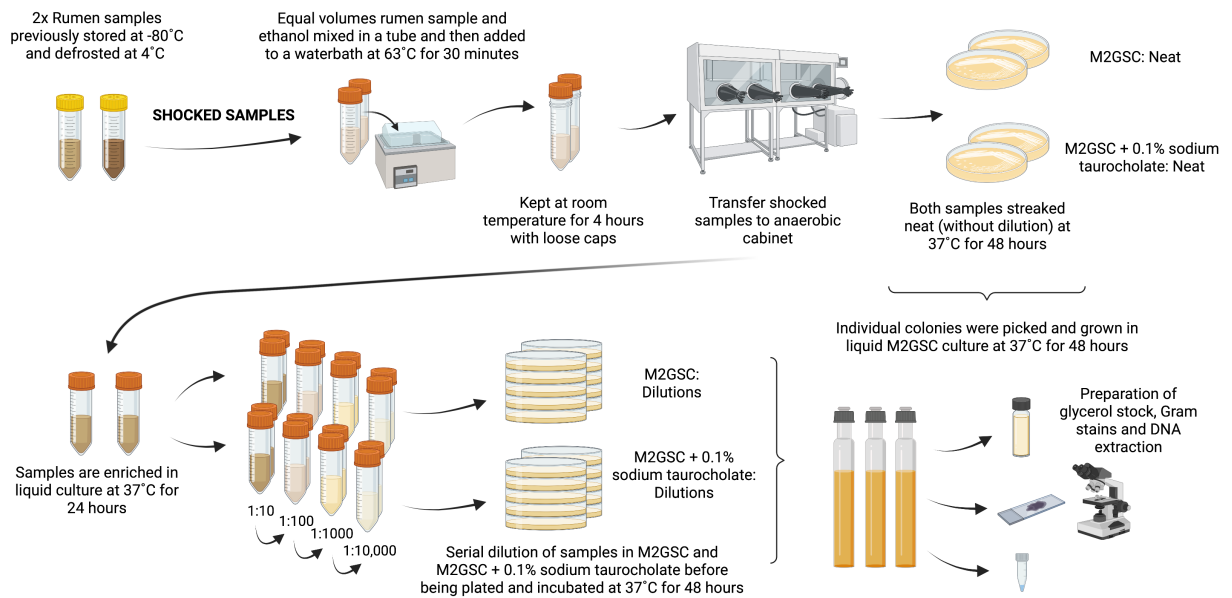 2x Rumen samples
previously stored at -80˚C
and defrosted at 4˚C
SHOCKED SAMPLES
Equal volumes rumen sample and
ethanol mixed in a tube and then added
to a waterbath at 63˚C for 30 minutes
Kept at room
temperature for 4 hours
with loose caps
Transfer shocked
samples to anaerobic
cabinet
M2GSC: Neat
M2GSC + 0.1% sodium
taurocholate: Neat
Both samples streaked
neat (without dilution) at
37˚C for 48 hours
Samples are enriched in
liquid culture at 37˚C for
24 hours
1:10
1:100
1:1000
1:10,000
M2GSC:
Dilutions
M2GSC + 0.1%
sodium taurocholate:
Dilutions
Serial dilution of samples in M2GSC and
M2GSC + 0.1% sodium taurocholate before
being plated and incubated at 37˚C for 48 hours
Individual colonies were picked and grown in
liquid M2GSC culture at 37˚C for 48 hours
Preparation of
glycerol stock, Gram
stains and DNA
extraction